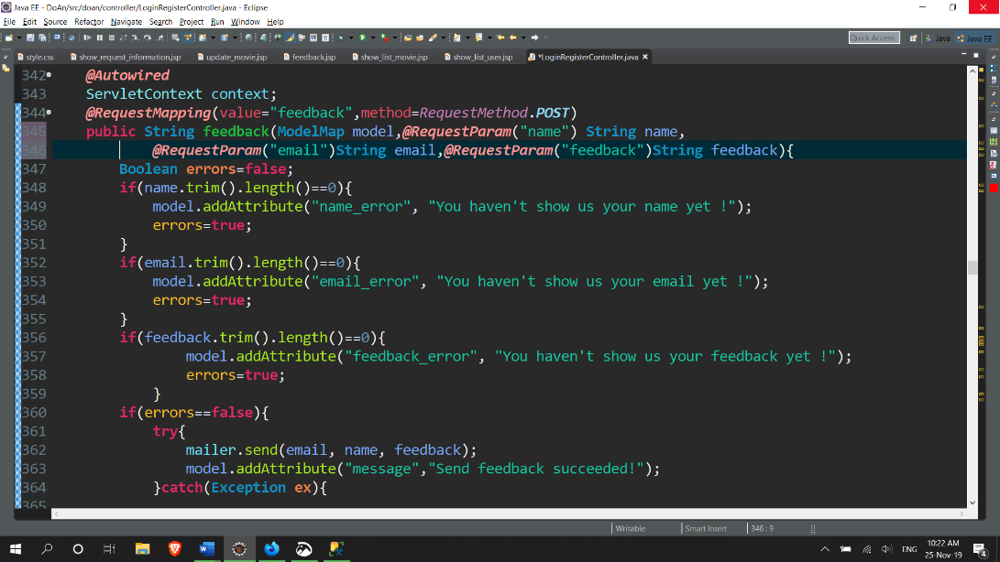 Java EE - DoAn/src/doan/controller/LoginRegisterController.java - Eclipse
File Edit Source Refactor Navigate Search Project Run Window Help
Quick Access Java Java EE
style.css show_request_information.jsp update_movie.jsp feedback.jsp show_list_movie.jsp show_list_user.jsp *LoginRegisterController.java
342 @Autowired
343 ServletContext context;
344 @RequestMapping(value="feedback",method=RequestMethod.POST)
345 public String feedback(ModelMap model,@RequestParam("name") String name,
346 @RequestParam("email")String email,@RequestParam("feedback")String feedback){
347 Boolean errors=false;
348 if(name.trim().length()==0){
349 model.addAttribute("name_error", "You haven't show us your name yet !");
350 errors=true;
351 }
352 if(email.trim().length()==0){
353 model.addAttribute("email_error", "You haven't show us your email yet !");
354 errors=true;
355 }
356 if(feedback.trim().length()==0){
357 model.addAttribute("feedback_error", "You haven't show us your feedback yet !");
358 errors=true;
359 }
360 if(errors==false){
361 try{
362 mailer.send(email, name, feedback);
363 model.addAttribute("message","Send feedback succeeded!");
364 }catch(Exception ex){
365
Writable Smart Insert 346 : 9
ENG 10:22 AM
25-Nov-19 4